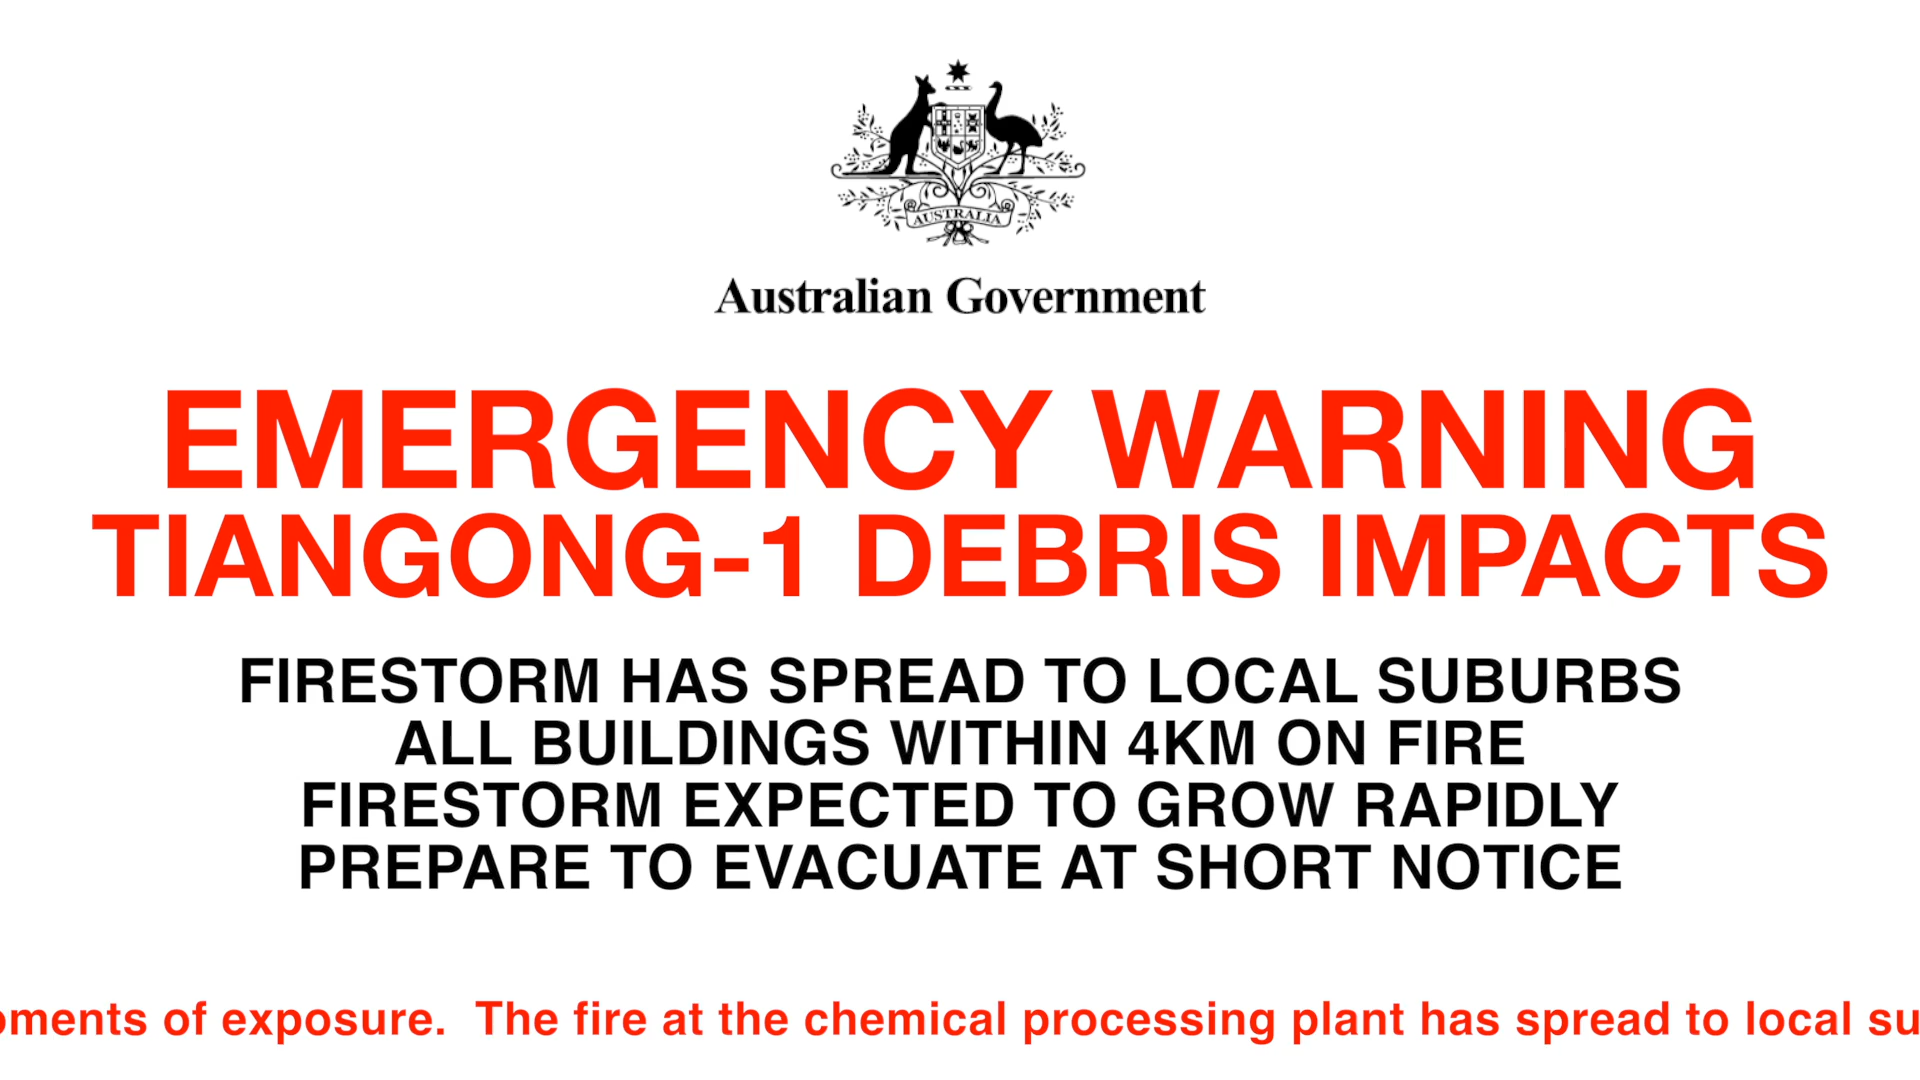 AUSTRALIA
Australian Government
EMERGENCY WARNING
TIANGONG-1 DEBRIS IMPACTS
FIRESTORM HAS SPREAD TO LOCAL SUBURBS
ALL BUILDINGS WITHIN 4KM ON FIRE
FIRESTORM EXPECTED TO GROW RAPIDLY
PREPARE TO EVACUATE AT SHORT NOTICE
oments of exposure. The fire at the chemical processing plant has spread to local su